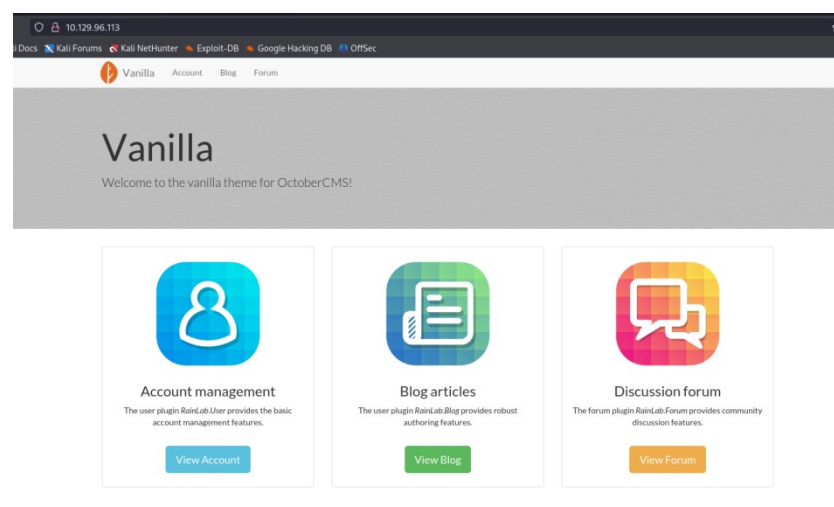 10.129.96.113
i Docs Kali Forums Kali NetHunter Exploit-DB Google Hacking DB OffSec
Vanilla Account Blog Forum
Vanilla
Welcome to the vanilla theme for OctoberCMS!
Account management
The user plugin RainLab.User provides the basic
account management features.
View Account
Blog articles
The user plugin RainLab.Blog provides robust
authoring features.
View Blog
Discussion forum
The forum plugin RainLab.Forum provides community
discussion features.
View Forum